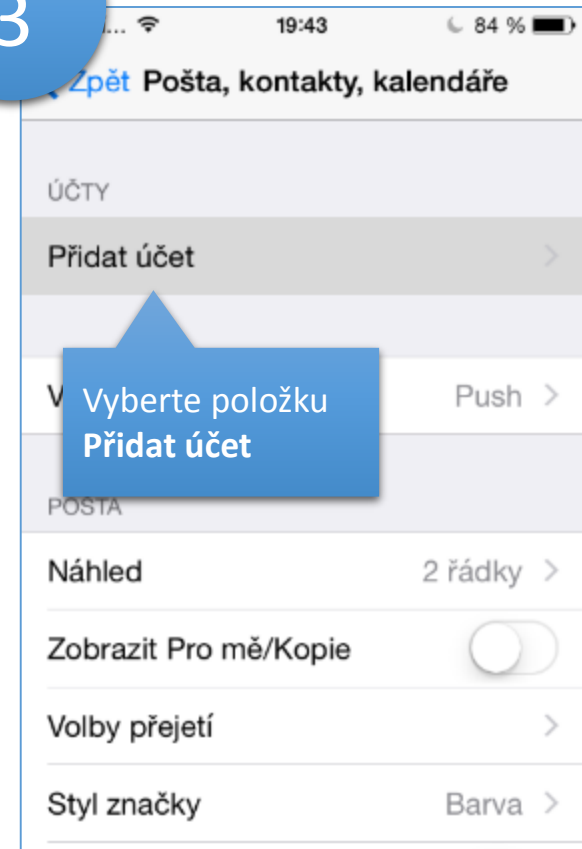 3
... 19:43 84 %
Zpět Pošta, kontakty, kalendáře
ÚČTY
Přidat účet
Vyberte položku
Přidat účet
V Push
POŠTA
Náhled 2 řádky
Zobrazit Pro mě/Kopie
Volby přejetí
Styl značky Barva